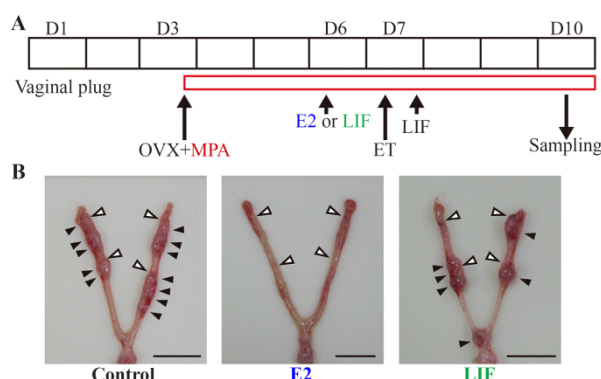 A
D1 D3 D6 D7 D10
Vaginal plug
E2 or LIF LIF
OVX+MPA ET Sampling
B
Control E2 LIF